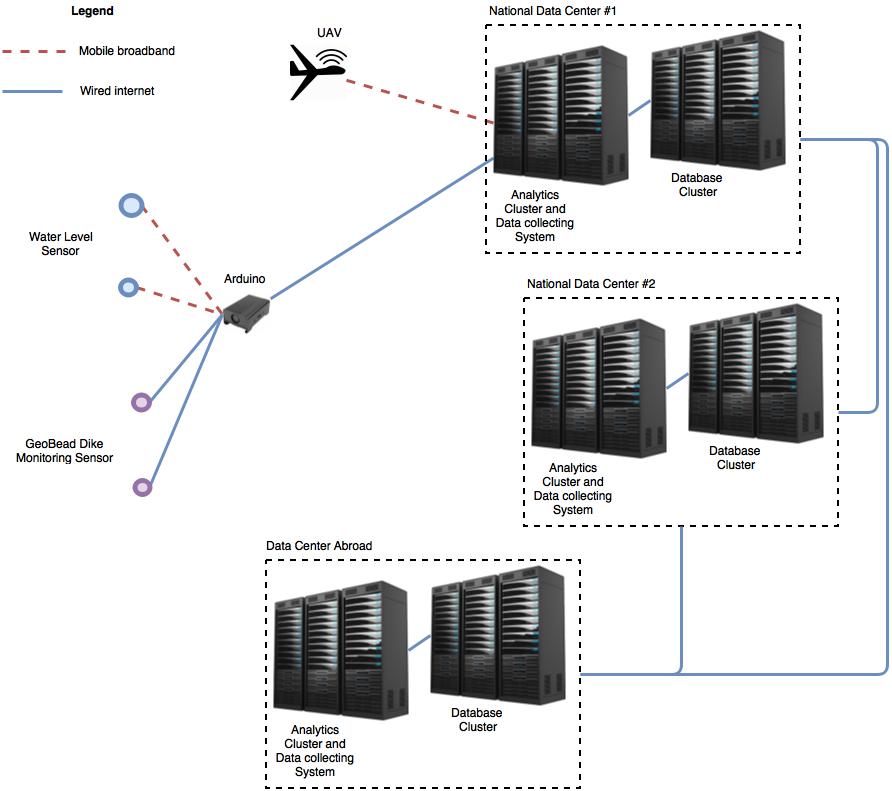 Legend
Mobile broadband
Wired internet
UAV
National Data Center #1
Analytics
Cluster and
Data collecting
System
Database
Cluster
Water Level
Sensor
Arduino
National Data Center #2
Analytics
Cluster and
Data collecting
System
Database
Cluster
GeoBead Dike
Monitoring Sensor
Data Center Abroad
Analytics
Cluster and
Data collecting
System
Database
Cluster